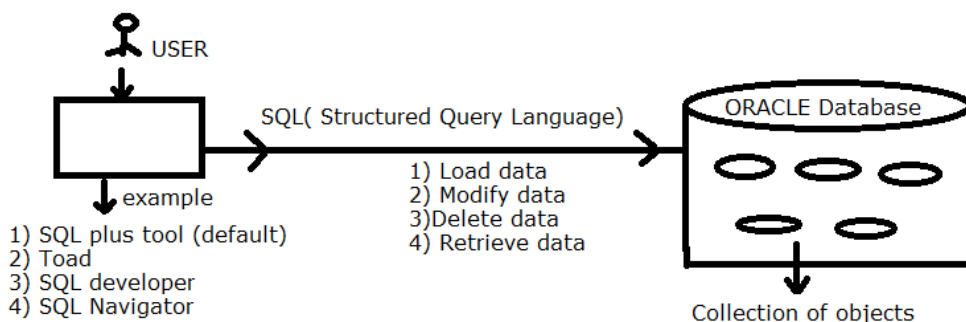 USER
SQL( Structured Query Language)
ORACLE Database
1) Load data
2) Modify data
3)Delete data
4) Retrieve data
example
1) SQL plus tool (default)
2) Toad
3) SQL developer
4) SQL Navigator
Collection of objects